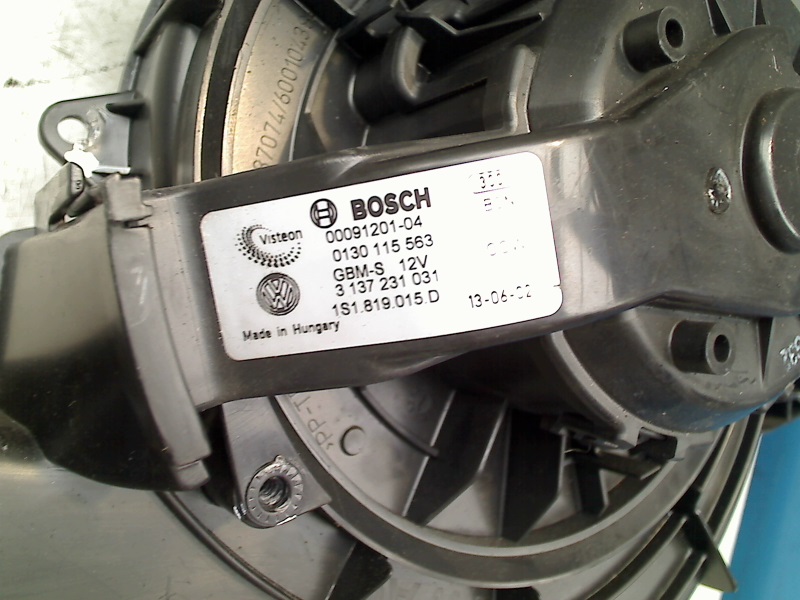 BOSCH
Visteon
00091201-04
0130 115 563
GBM-S 12V
3 137 231 031
1S1.819.015.D
13-06-02
Made in Hungary